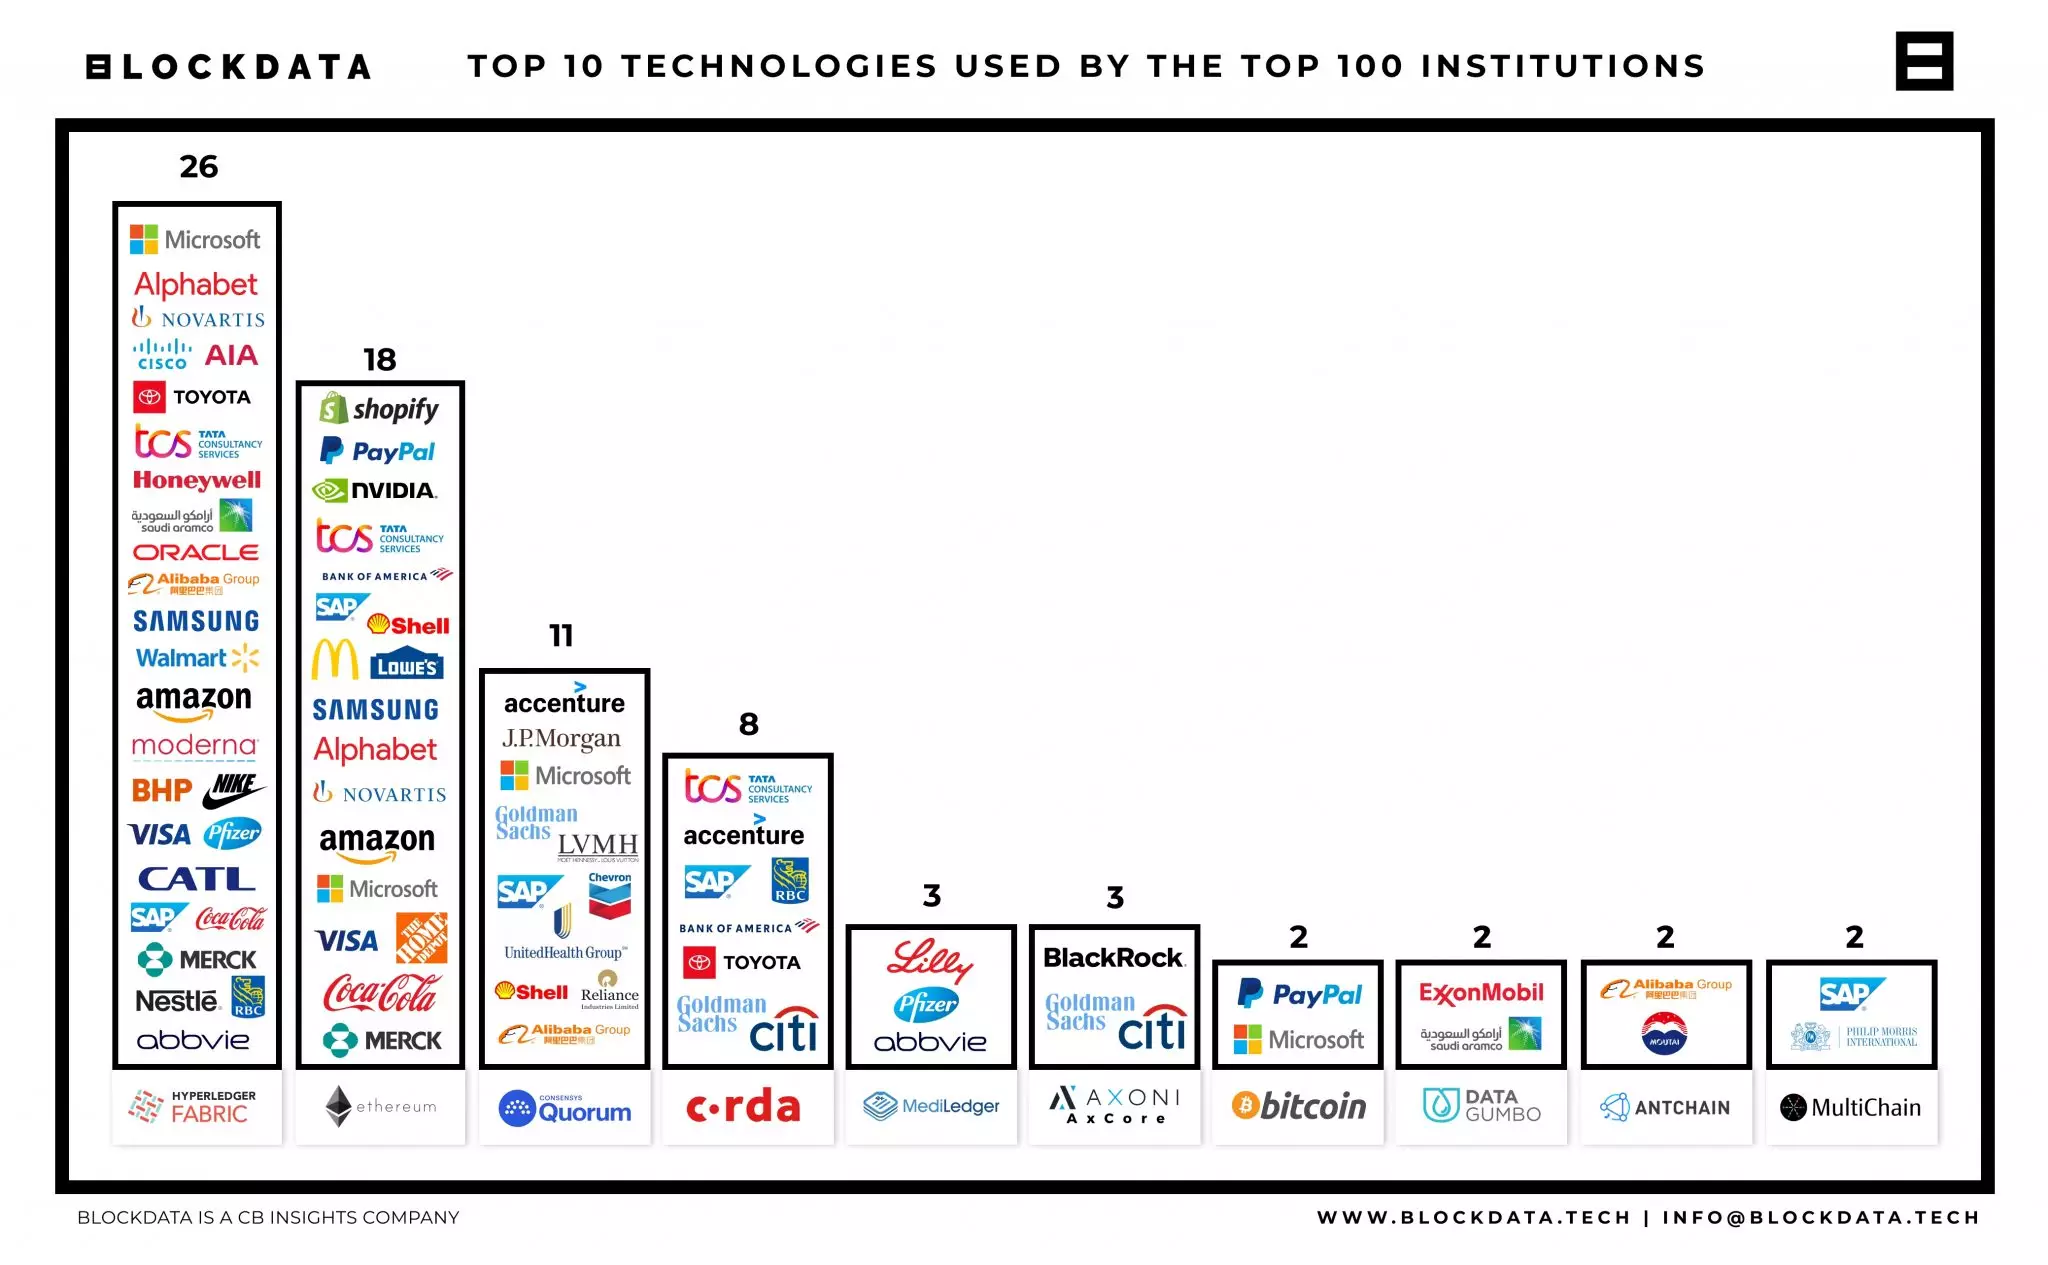 BLOCKDATA
TOP 10 TECHNOLOGIES USED BY THE TOP 100 INSTITUTIONS
26
Microsoft
Alphabet
NOVARTIS
CISCO AIA
TOYOTA
tcs TATA CONSULTANCY SERVICES
Honeywell
أرامكو السعودية
saudi aramco
ORACLE
Alibaba Group
阿里巴巴集团
SAMSUNG
Walmart
amazon
moderna
BHP NIKE
VISA Pfizer
CATL
SAP Coca-Cola
MERCK
Nestlé RBC
abbvie
HYPERLEDGER
FABRIC
18
shopify
PayPal
NVIDIA
tcs TATA CONSULTANCY SERVICES
BANK OF AMERICA
SAP Shell
LOWE'S
SAMSUNG
Alphabet
NOVARTIS
amazon
Microsoft
VISA THE HOME DEPOT
Coca-Cola
MERCK
ethereum
11
accenture
J.P.Morgan
Microsoft
Goldman
Sachs
LVMH
MOËT HENNESSY - LOUIS VUITTON
SAP Chevron
UnitedHealth Group
Shell Reliance
Industries Limited
Alibaba Group
阿里巴巴集团
CONSENSYS
Quorum
8
tcs TATA CONSULTANCY SERVICES
accenture
SAP RBC
BANK OF AMERICA
TOYOTA
Goldman
Sachs citi
c·rda
3
Lilly
Pfizer
abbvie
MediLedger
3
BlackRock
Goldman
Sachs citi
AXONI
AxCore
2
PayPal
Microsoft
bitcoin
2
ExxonMobil
أرامكو السعودية
saudi aramco
DATA
GUMBO
2
Alibaba Group
阿里巴巴集团
MOUTAI
ANTCHAIN
2
SAP
PHILIP MORRIS
INTERNATIONAL
MultiChain
BLOCKDATA IS A CB INSIGHTS COMPANY
WWW.BLOCKDATA.TECH | INFO@BLOCKDATA.TECH